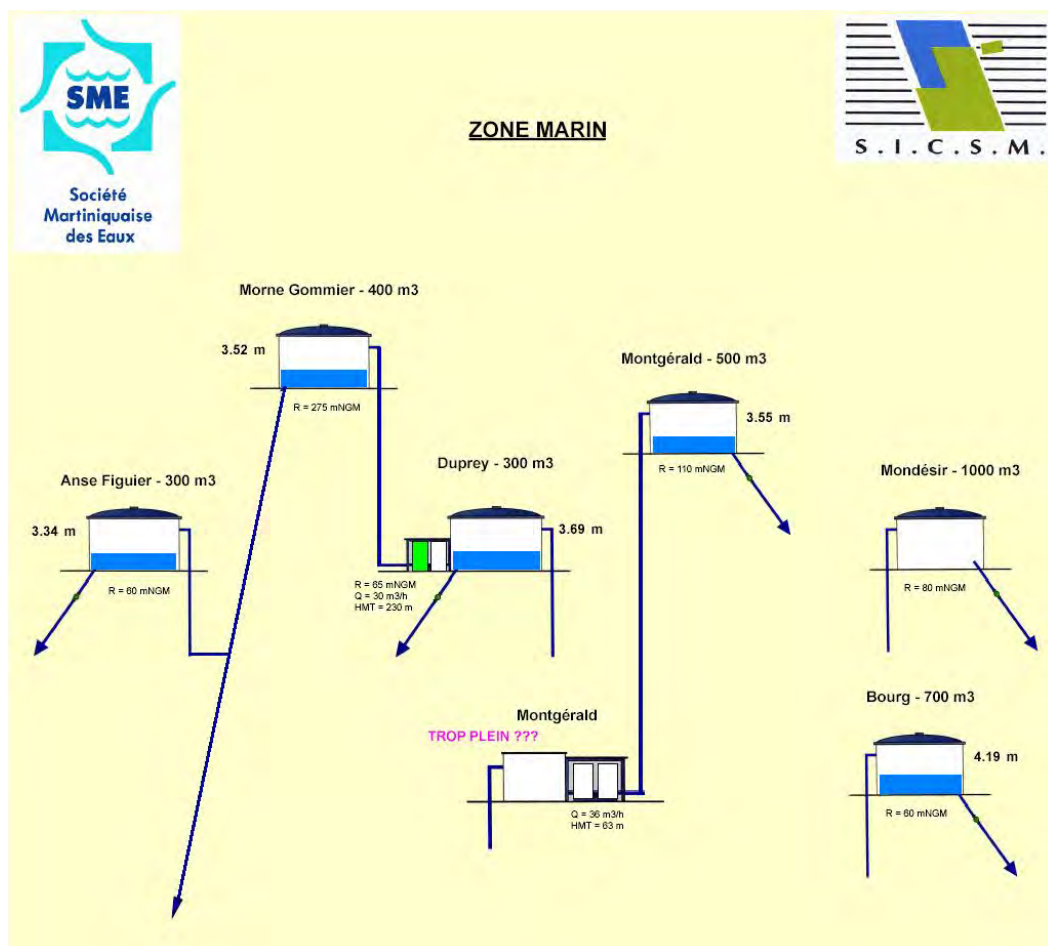 SME
Société
Martiniquaise
des Eaux
ZONE MARIN
S.I.C.S.M.
Morne Gommier - 400 m3
3.52 m
R = 275 mNGM
Montgérald - 500 m3
3.55 m
R = 110 mNGM
Anse Figuier - 300 m3
3.34 m
R = 60 mNGM
Duprey - 300 m3
3.69 m
R = 65 mNGM
Q = 30 m3/h
HMT = 230 m
Mondésir - 1000 m3
R = 80 mNGM
Montgérald
TROP PLEIN ???
Q = 36 m3/h
HMT = 63 m
Bourg - 700 m3
4.19 m
R = 60 mNGM